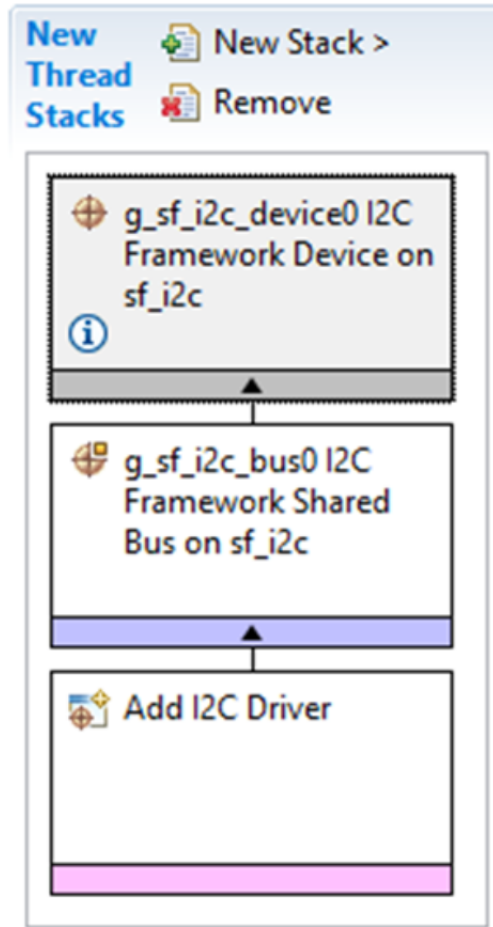 New
Thread
Stacks
New Stack >
Remove
g_sf_i2c_device0 I2C
Framework Device on
sf_i2c
g_sf_i2c_bus0 I2C
Framework Shared
Bus on sf_i2c
Add I2C Driver